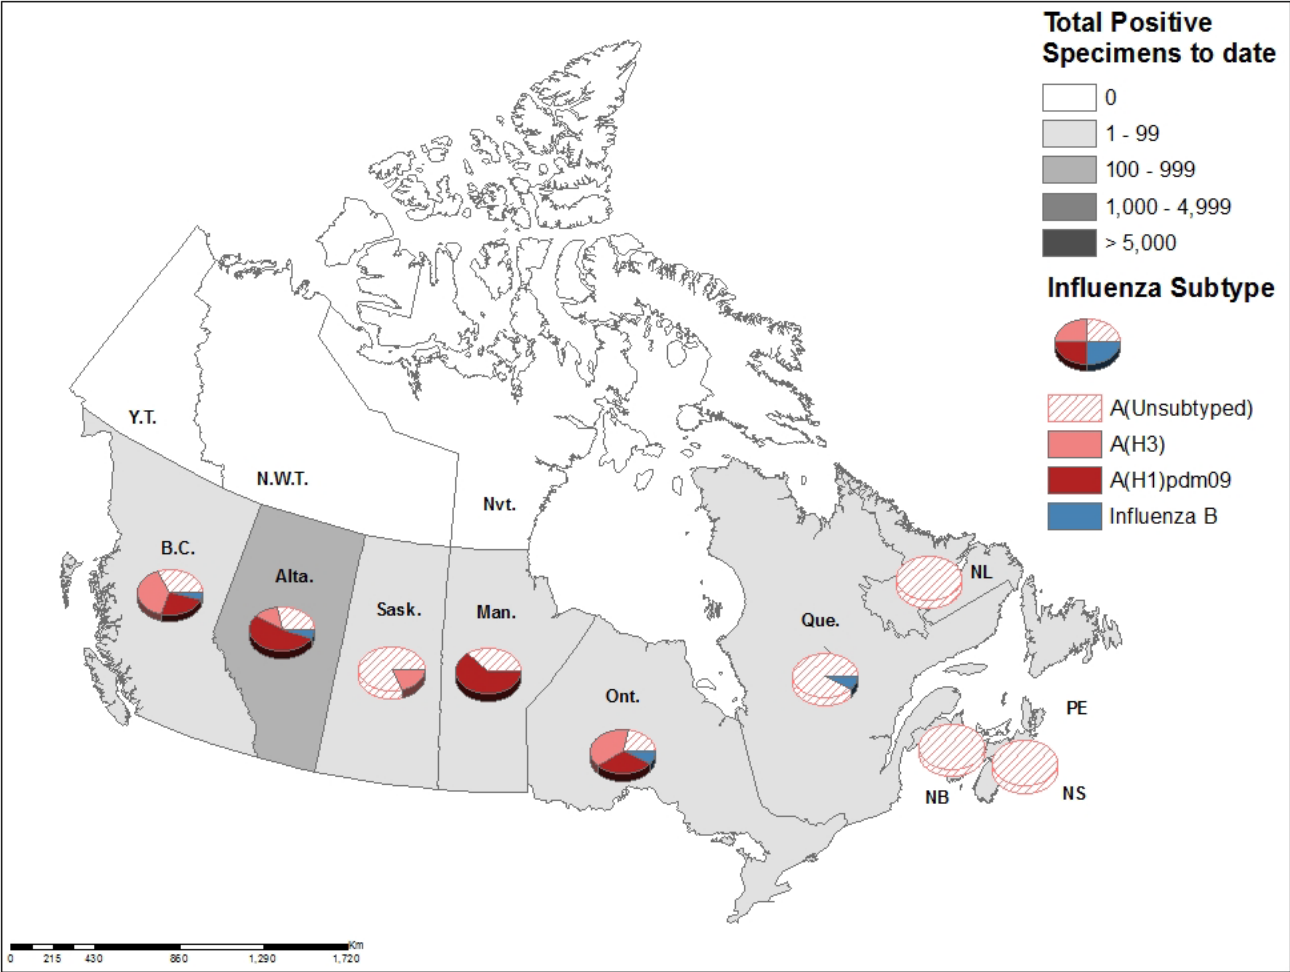 Total Positive
Specimens to date
0
1 - 99
100 - 999
1,000 - 4,999
> 5,000
Influenza Subtype
A(Unsubtyped)
A(H3)
A(H1)pdm09
Influenza B
Y.T.
N.W.T.
Nvt.
B.C.
Alta.
Sask.
Man.
Ont.
Que.
NL
PE
NB
NS
Km
0 215 430 860 1,290 1,720